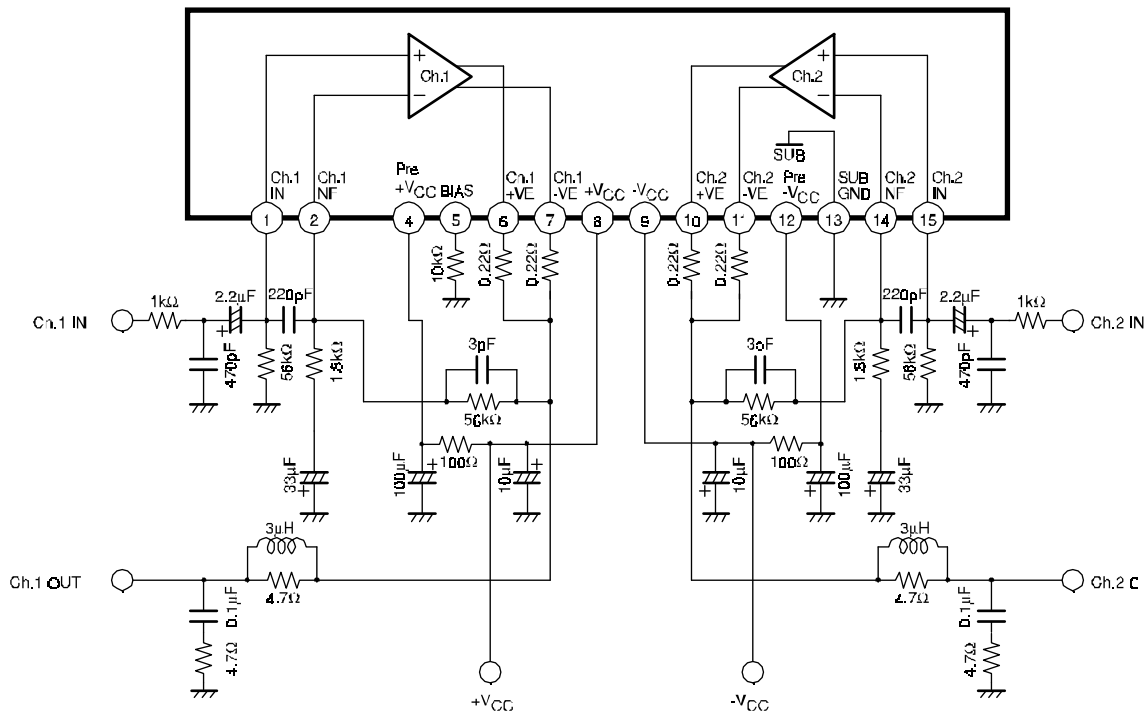 +
Ch.1
−
+
Ch.2
−
SUB
Ch.1 IN
Ch.1 NF
Pre +VCC
BIAS
Ch.1 +VE
Ch.1 -VE
+VCC
-VCC
Ch.2 +VE
Ch.2 -VE
Pre -VCC
SUB GND
Ch.2 NF
Ch.2 IN
1
2
4
5
6
7
8
9
10
11
12
13
14
15
10kΩ
0.22Ω
0.22Ω
0.22Ω
0.22Ω
Ch.1 IN
1kΩ
2.2µF
+
220pF
220pF
2.2µF
+
1kΩ
Ch.2 IN
470pF
56kΩ
1.8kΩ
3pF
56kΩ
3pF
56kΩ
1.8kΩ
56kΩ
470pF
33µF
+
100µF
+
100Ω
10µF
+
10µF
+
100Ω
100µF
+
33µF
+
3µH
4.7Ω
3µH
4.7Ω
Ch.1 OUT
Ch.2 O
0.1µF
4.7Ω
0.1µF
4.7Ω
+VCC
-VCC